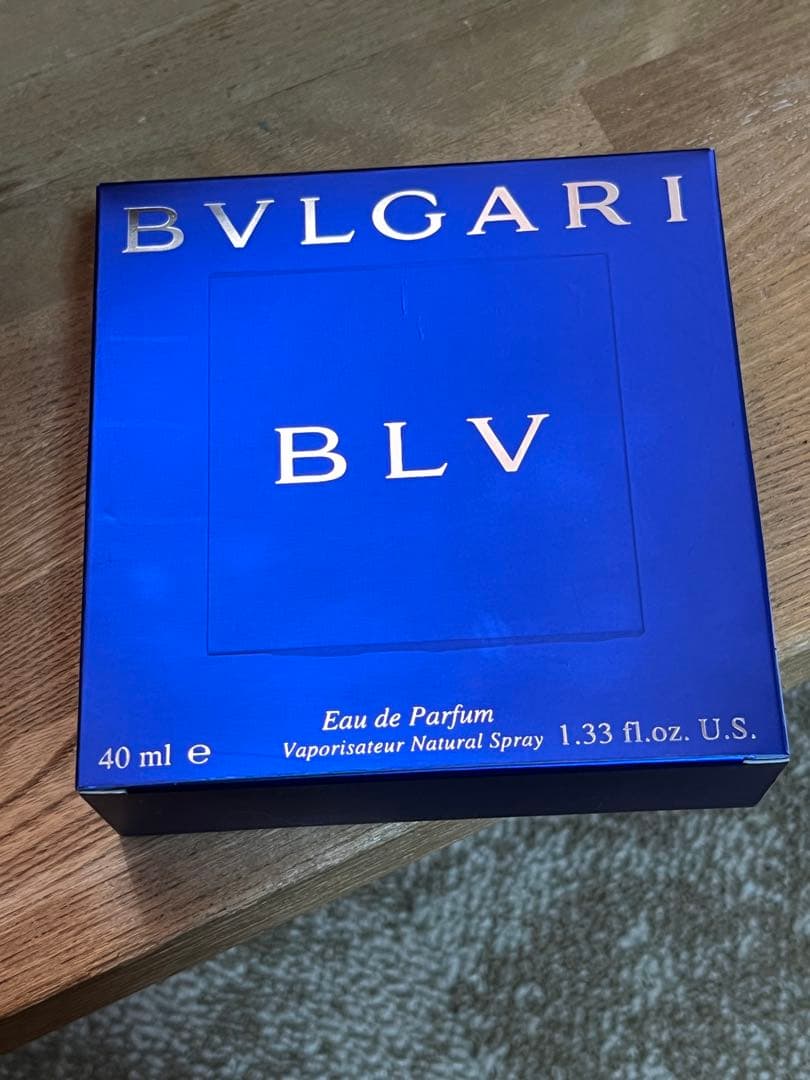 BVLGARI
BLV
Eau de Parfum
40 ml ℮ Vaporisateur Natural Spray 1.33 fl.oz. U.S.